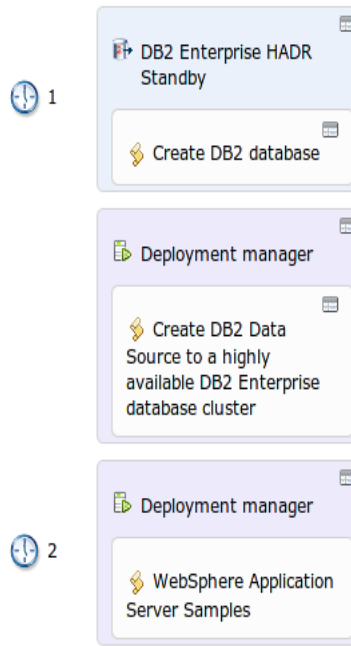 DB2 Enterprise HADR
Standby
1
Create DB2 database
Deployment manager
Create DB2 Data
Source to a highly
available DB2 Enterprise
database cluster
Deployment manager
2
WebSphere Application
Server Samples